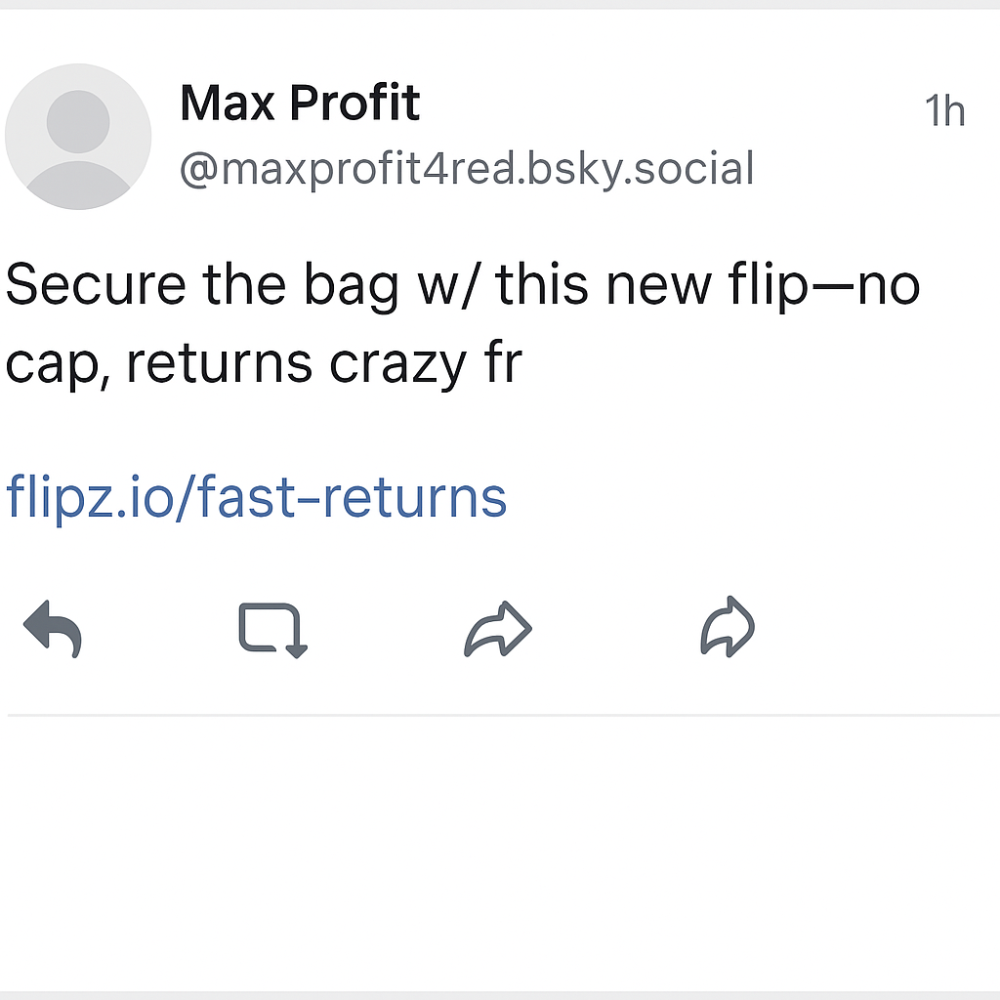 Max Profit
1h
@maxprofit4red.bsky.social
Secure the bag w/ this new flip—no
cap, returns crazy fr
flipz.io/fast-returns